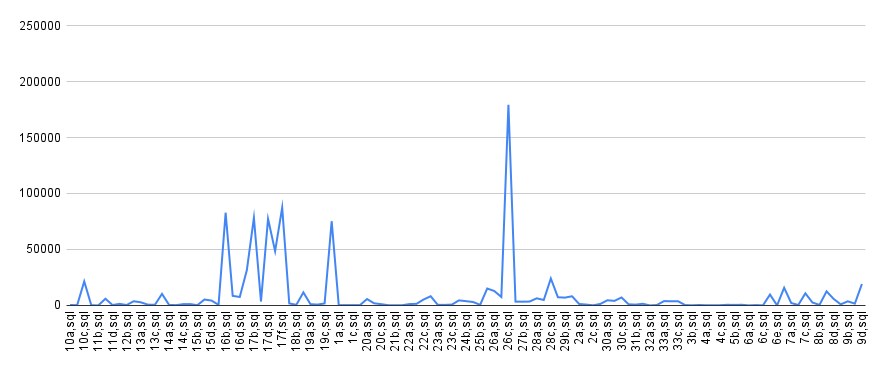 250000
200000
150000
100000
50000
0
10a,sql
10c,sql
11b,sql
11d,sql
12b,sql
13a,sql
13c,sql
14a,sql
14c,sql
15b,sql
15d,sql
16b,sql
16d,sql
17b,sql
17d,sql
17f,sql
18b,sql
19a,sql
19c,sql
1a,sql
1c,sql
20a,sql
20c,sql
21b,sql
22a,sql
22c,sql
23a,sql
23c,sql
24b,sql
25b,sql
26a,sql
26c,sql
27b,sql
28a,sql
28c,sql
29b,sql
2a,sql
2c,sql
30a,sql
30c,sql
31b,sql
32a,sql
33a,sql
33c,sql
3b,sql
4a,sql
4c,sql
5b,sql
6a,sql
6c,sql
6e,sql
7a,sql
7c,sql
8b,sql
8d,sql
9b,sql
9d,sql